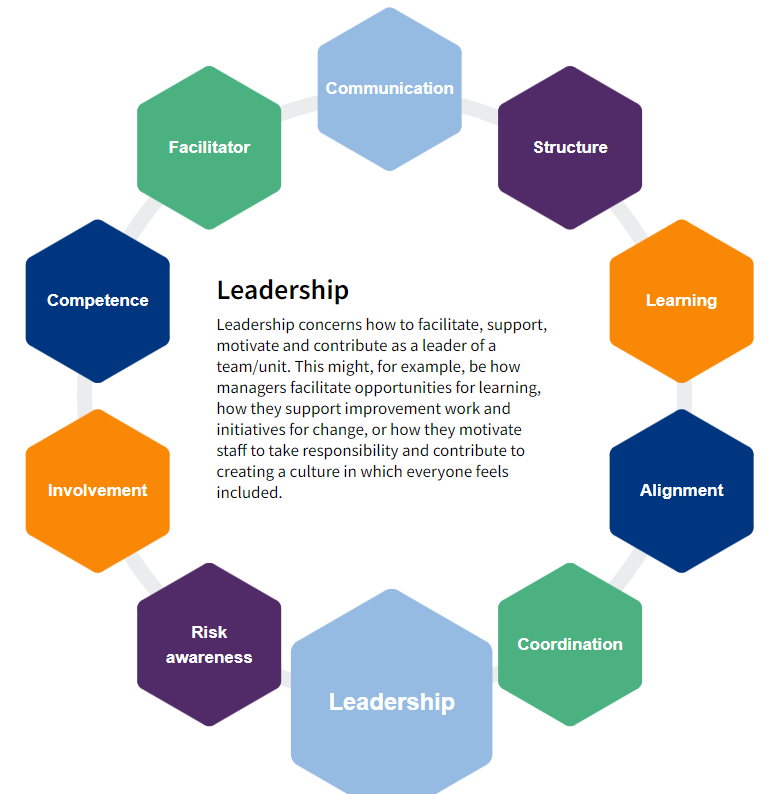 Communication
Facilitator
Structure
Competence
Learning
Leadership
Leadership concerns how to facilitate, support,
motivate and contribute as a leader of a
team/unit. This might, for example, be how
managers facilitate opportunities for learning,
how they support improvement work and
initiatives for change, or how they motivate
staff to take responsibility and contribute to
creating a culture in which everyone feels
included.
Involvement
Alignment
Risk
awareness
Coordination
Leadership